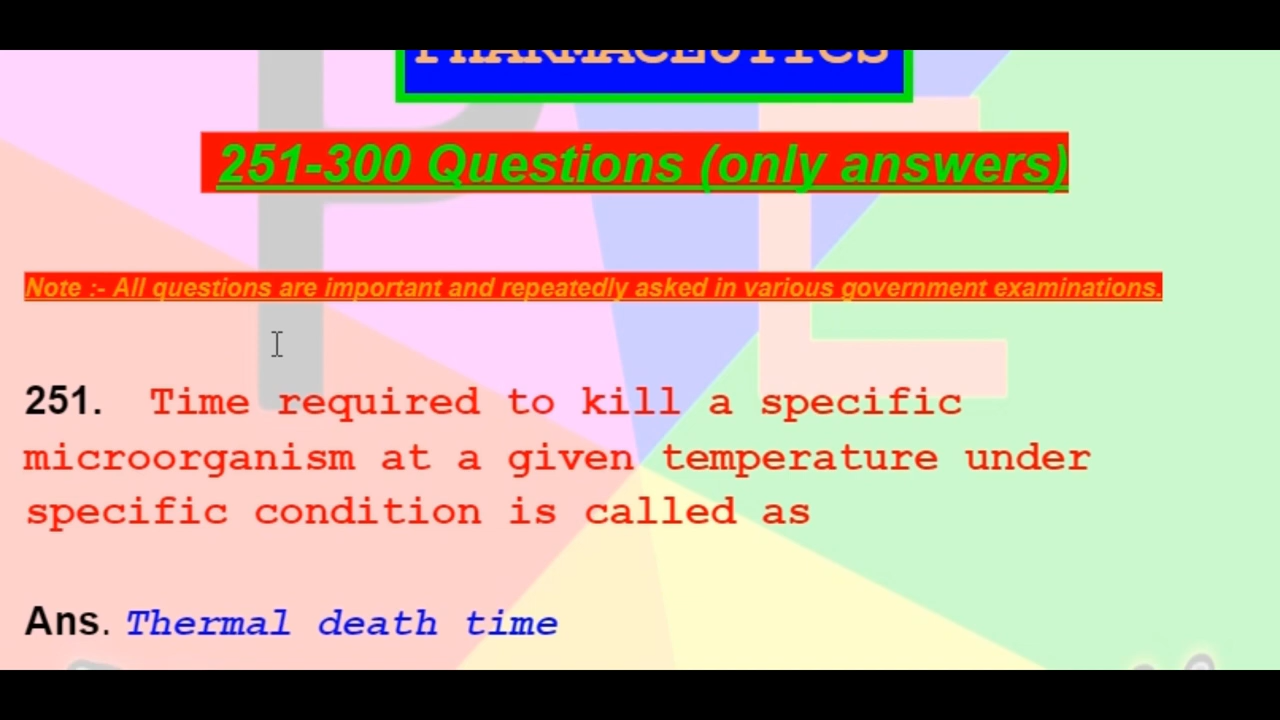 PHARMACEUTICS
251-300 Questions (only answers)
Note :- All questions are important and repeatedly asked in various government examinations.
251. Time required to kill a specific
microorganism at a given temperature under
specific condition is called as
Ans. Thermal death time